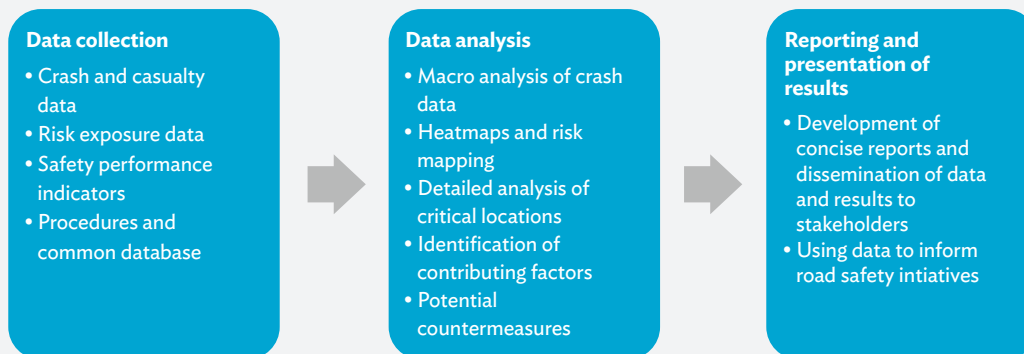 Data collection
• Crash and casualty
data
• Risk exposure data
• Safety performance
indicators
• Procedures and
common database
Data analysis
• Macro analysis of crash
data
• Heatmaps and risk
mapping
• Detailed analysis of
critical locations
• Identification of
contributing factors
• Potential
countermeasures
Reporting and
presentation of
results
• Development of
concise reports and
dissemination of data
and results to
stakeholders
• Using data to inform
road safety intiatives